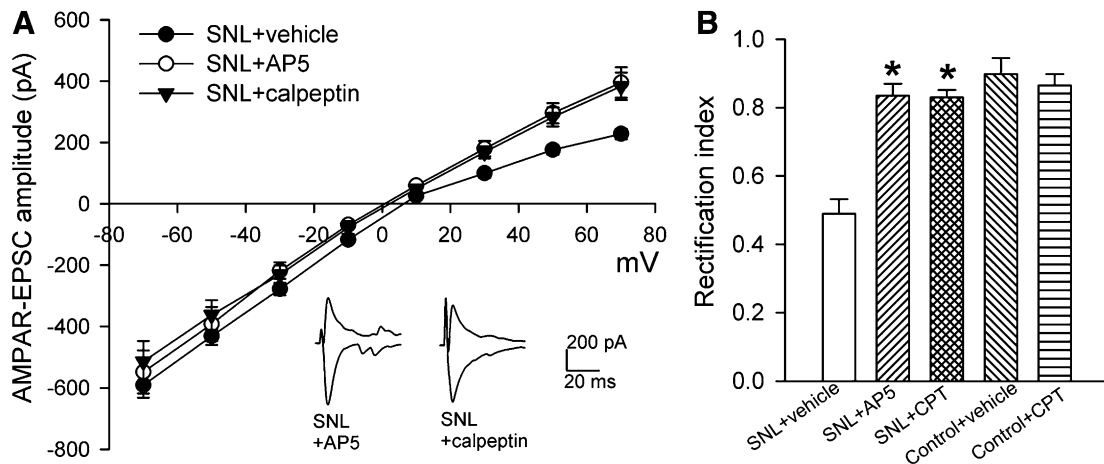 A
AMPAR-EPSC amplitude (pA)
600
400
200
0
-200
-400
-600
-800
SNL+vehicle
SNL+AP5
SNL+calpeptin
-80 -60 -40 -20 0 20 40 60 80
mV
SNL
+AP5
SNL
+calpeptin
200 pA
20 ms
B
Rectification index
1.0
0.8
0.6
0.4
0.2
0.0
* *
SNL+vehicle
SNL+AP5
SNL+CPT
Control+vehicle
Control+CPT